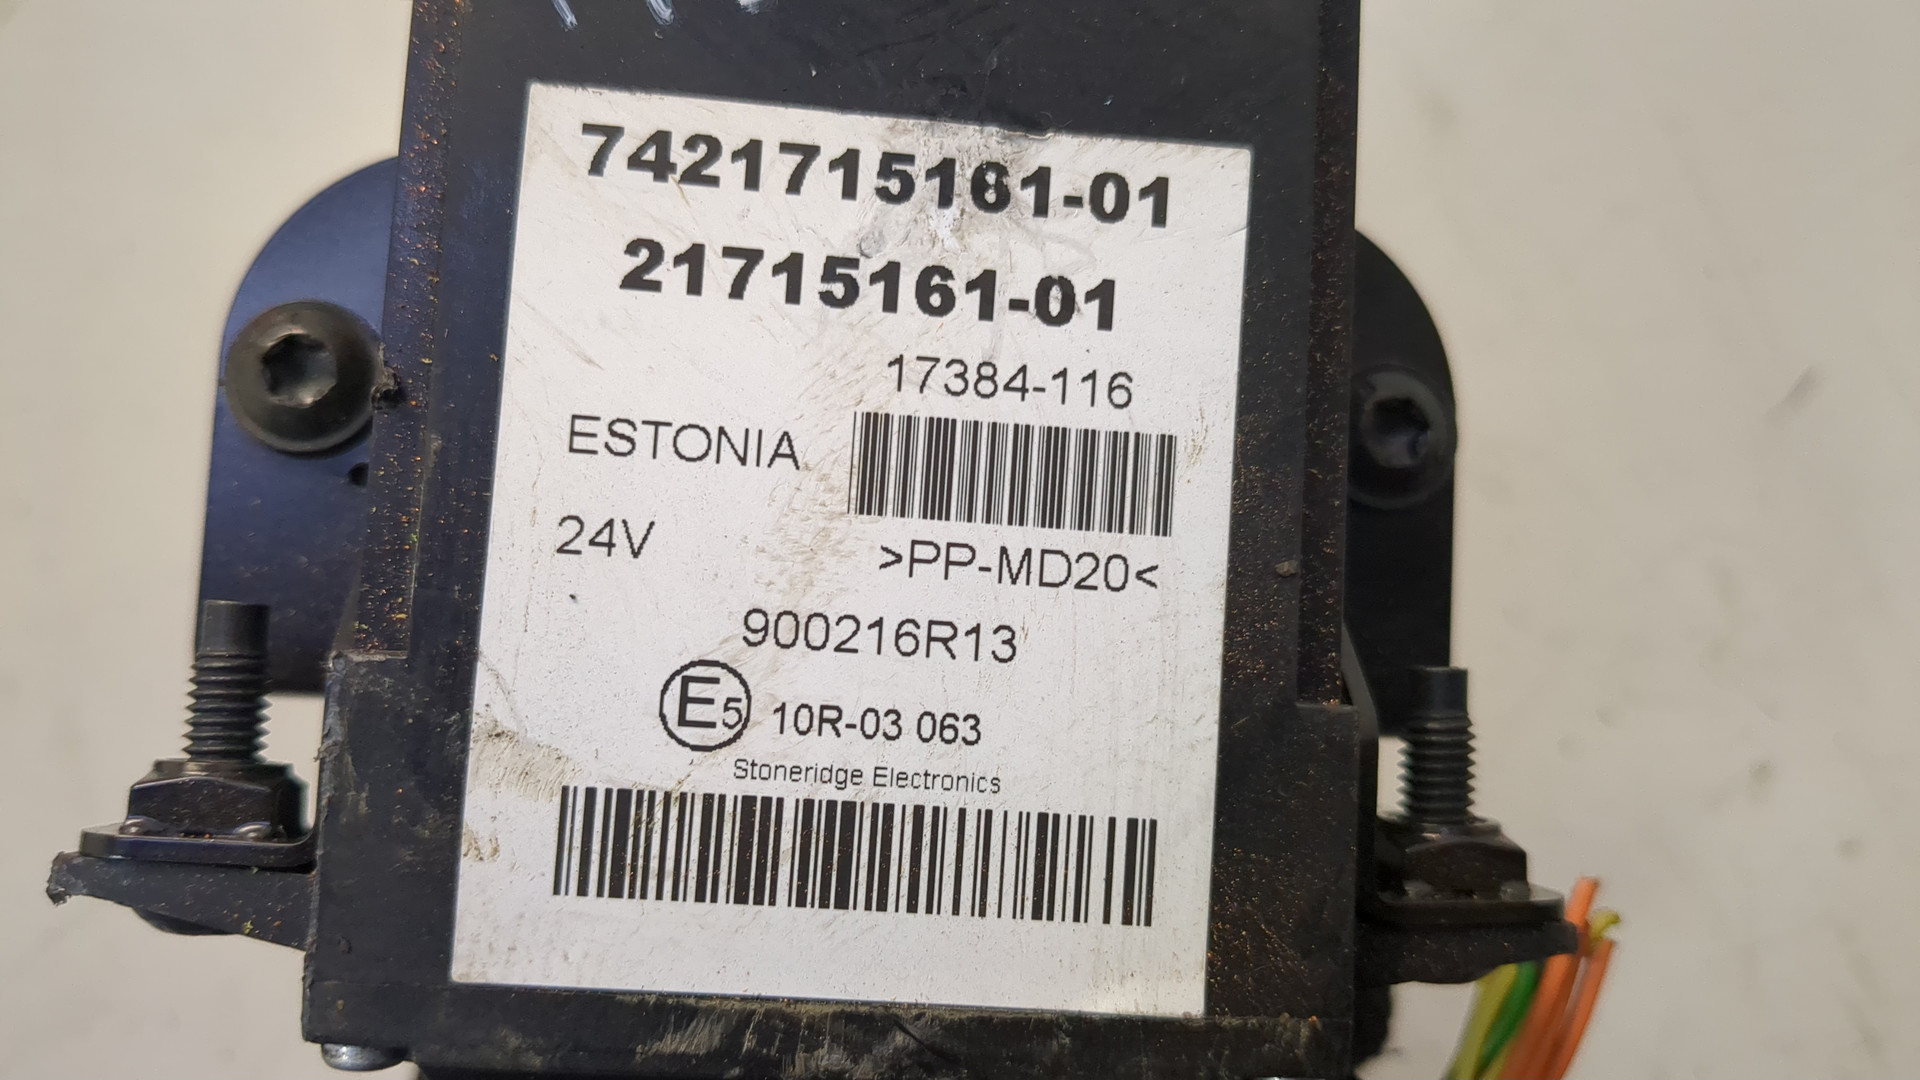 7421715161-01
21715161-01
17384-116
ESTONIA
24V
>PP-MD20<
900216R13
E5 10R-03 063
Stoneridge Electronics